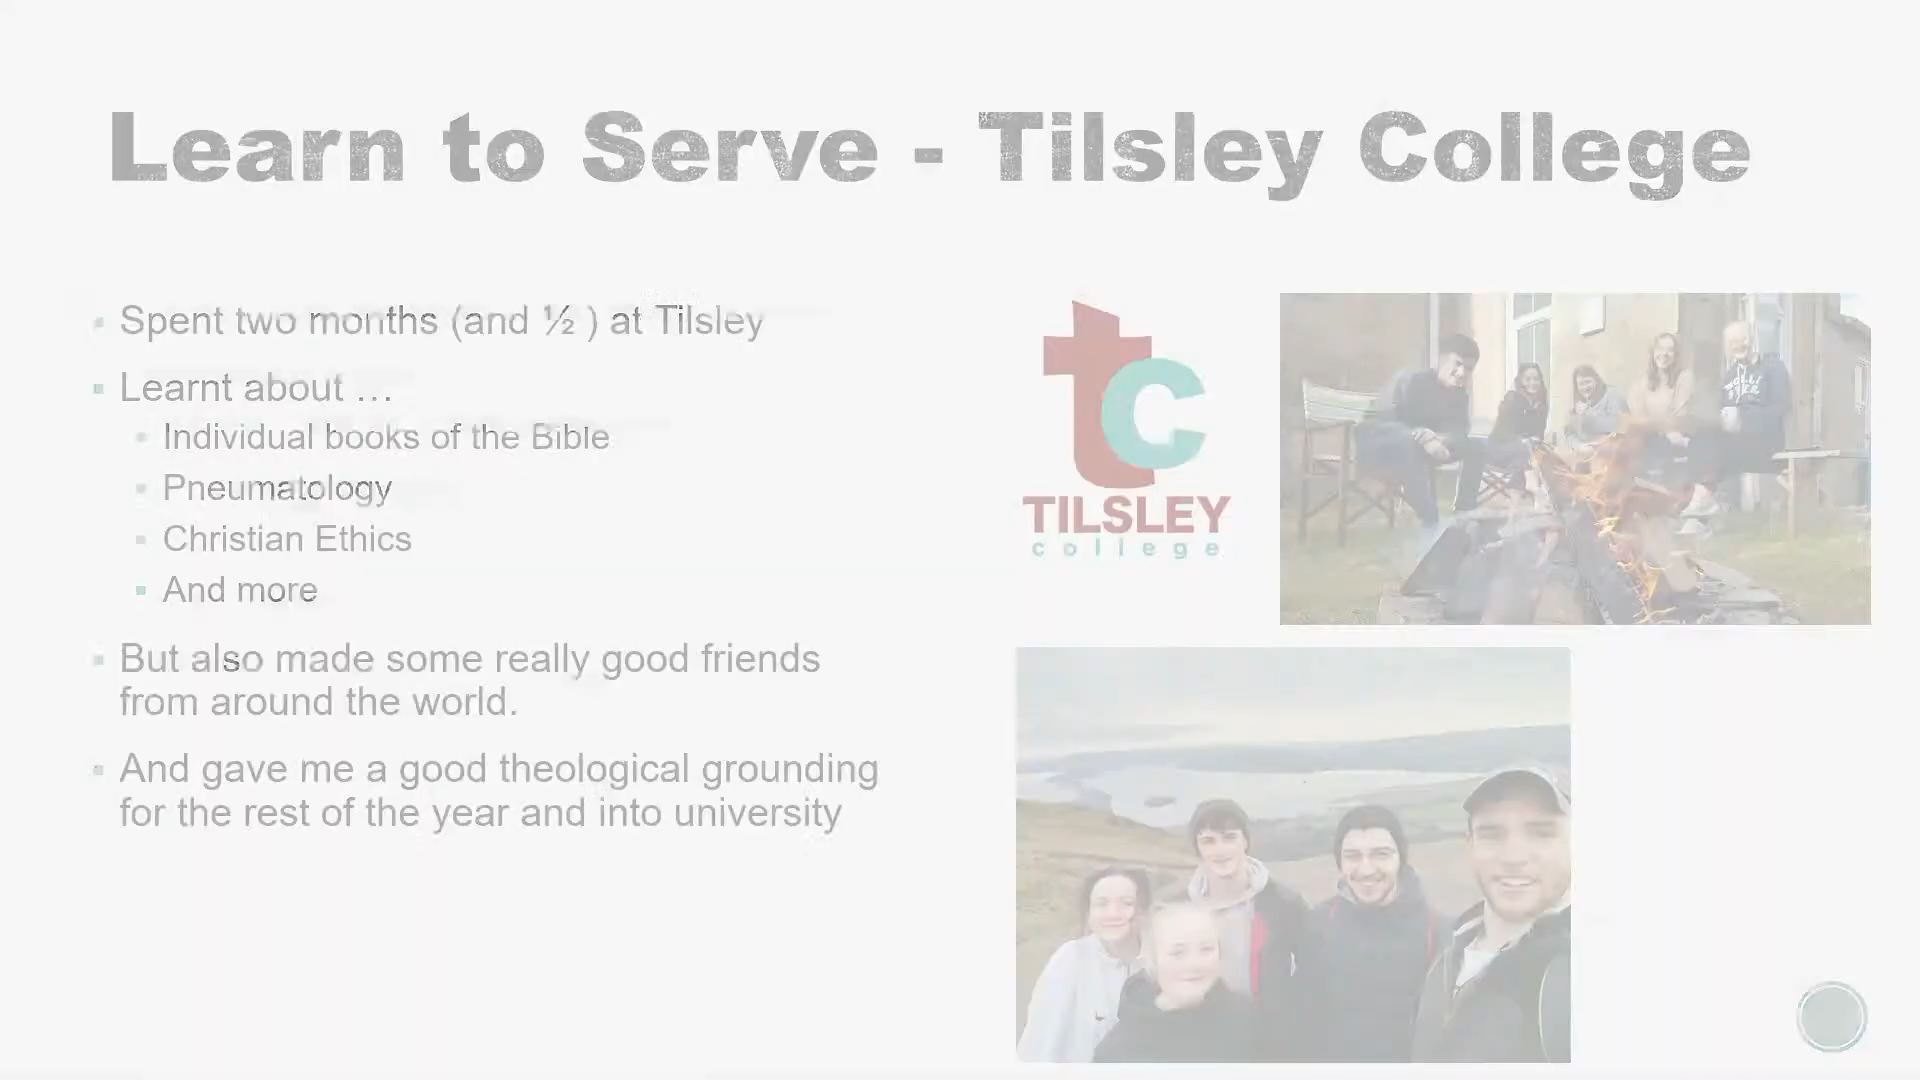 Learn to Serve - Tilsley College
Spent two months (and ½ ) at Tilsley
Learnt about …
Individual books of the Bible
Pneumatology
Christian Ethics
And more
But also made some really good friends
from around the world.
And gave me a good theological grounding
for the rest of the year and into university
tc
TILSLEY
college